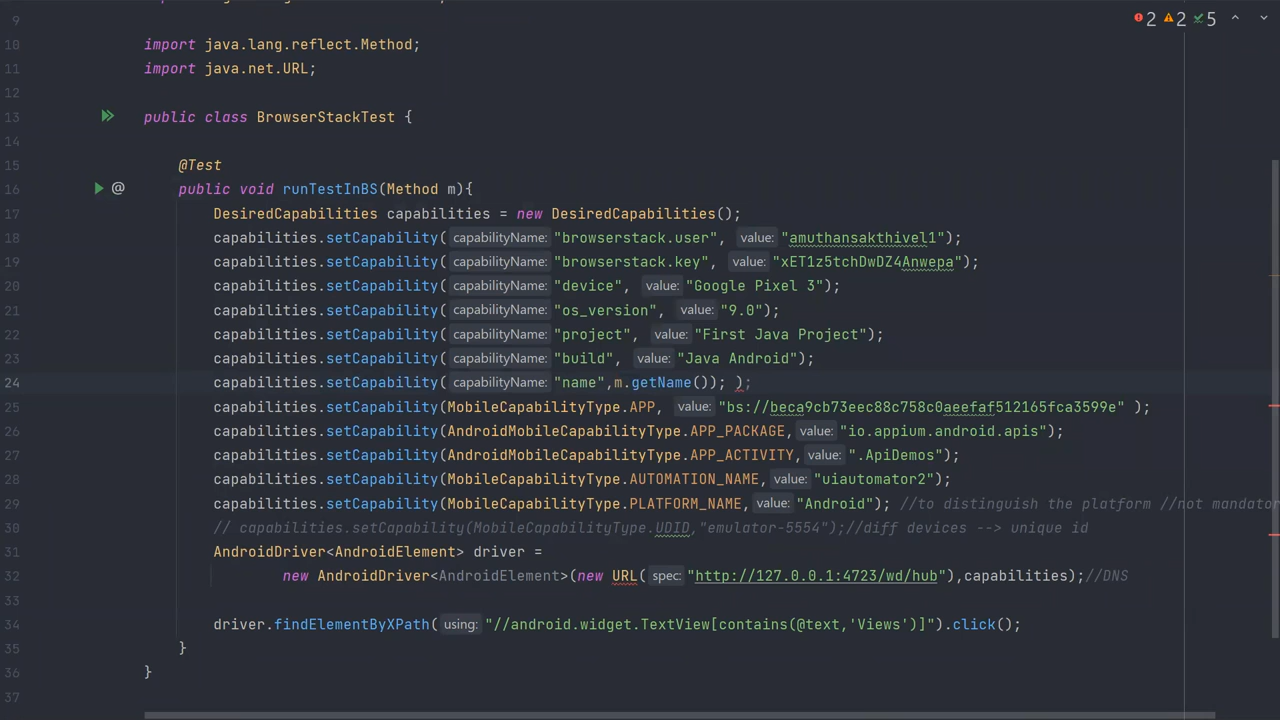 9
2 2 5
10 import java.lang.reflect.Method;
11 import java.net.URL;
12
13 public class BrowserStackTest {
14
15 @Test
16 @ public void runTestInBS(Method m){
17 DesiredCapabilities capabilities = new DesiredCapabilities();
18 capabilities.setCapability( capabilityName: "browserstack.user", value: "amuthansakthivel1");
19 capabilities.setCapability( capabilityName: "browserstack.key", value: "xET1z5tchDwDZ4Anwepa");
20 capabilities.setCapability( capabilityName: "device", value: "Google Pixel 3");
21 capabilities.setCapability( capabilityName: "os_version", value: "9.0");
22 capabilities.setCapability( capabilityName: "project", value: "First Java Project");
23 capabilities.setCapability( capabilityName: "build", value: "Java Android");
24 capabilities.setCapability( capabilityName: "name",m.getName()); );
25 capabilities.setCapability(MobileCapabilityType.APP, value: "bs://beca9cb73eec88c758c0aeefaf512165fca3599e" );
26 capabilities.setCapability(AndroidMobileCapabilityType.APP_PACKAGE, value: "io.appium.android.apis");
27 capabilities.setCapability(AndroidMobileCapabilityType.APP_ACTIVITY, value: ".ApiDemos");
28 capabilities.setCapability(MobileCapabilityType.AUTOMATION_NAME, value: "uiautomator2");
29 capabilities.setCapability(MobileCapabilityType.PLATFORM_NAME, value: "Android"); //to distinguish the platform //not mandator
30 // capabilities.setCapability(MobileCapabilityType.UDID,"emulator-5554");//diff devices --> unique id
31 AndroidDriver<AndroidElement> driver =
32 new AndroidDriver<AndroidElement>(new URL( spec: "http://127.0.0.1:4723/wd/hub"),capabilities);//DNS
33
34 driver.findElementByXPath( using: "//android.widget.TextView[contains(@text,'Views')]").click();
35 }
36 }
37